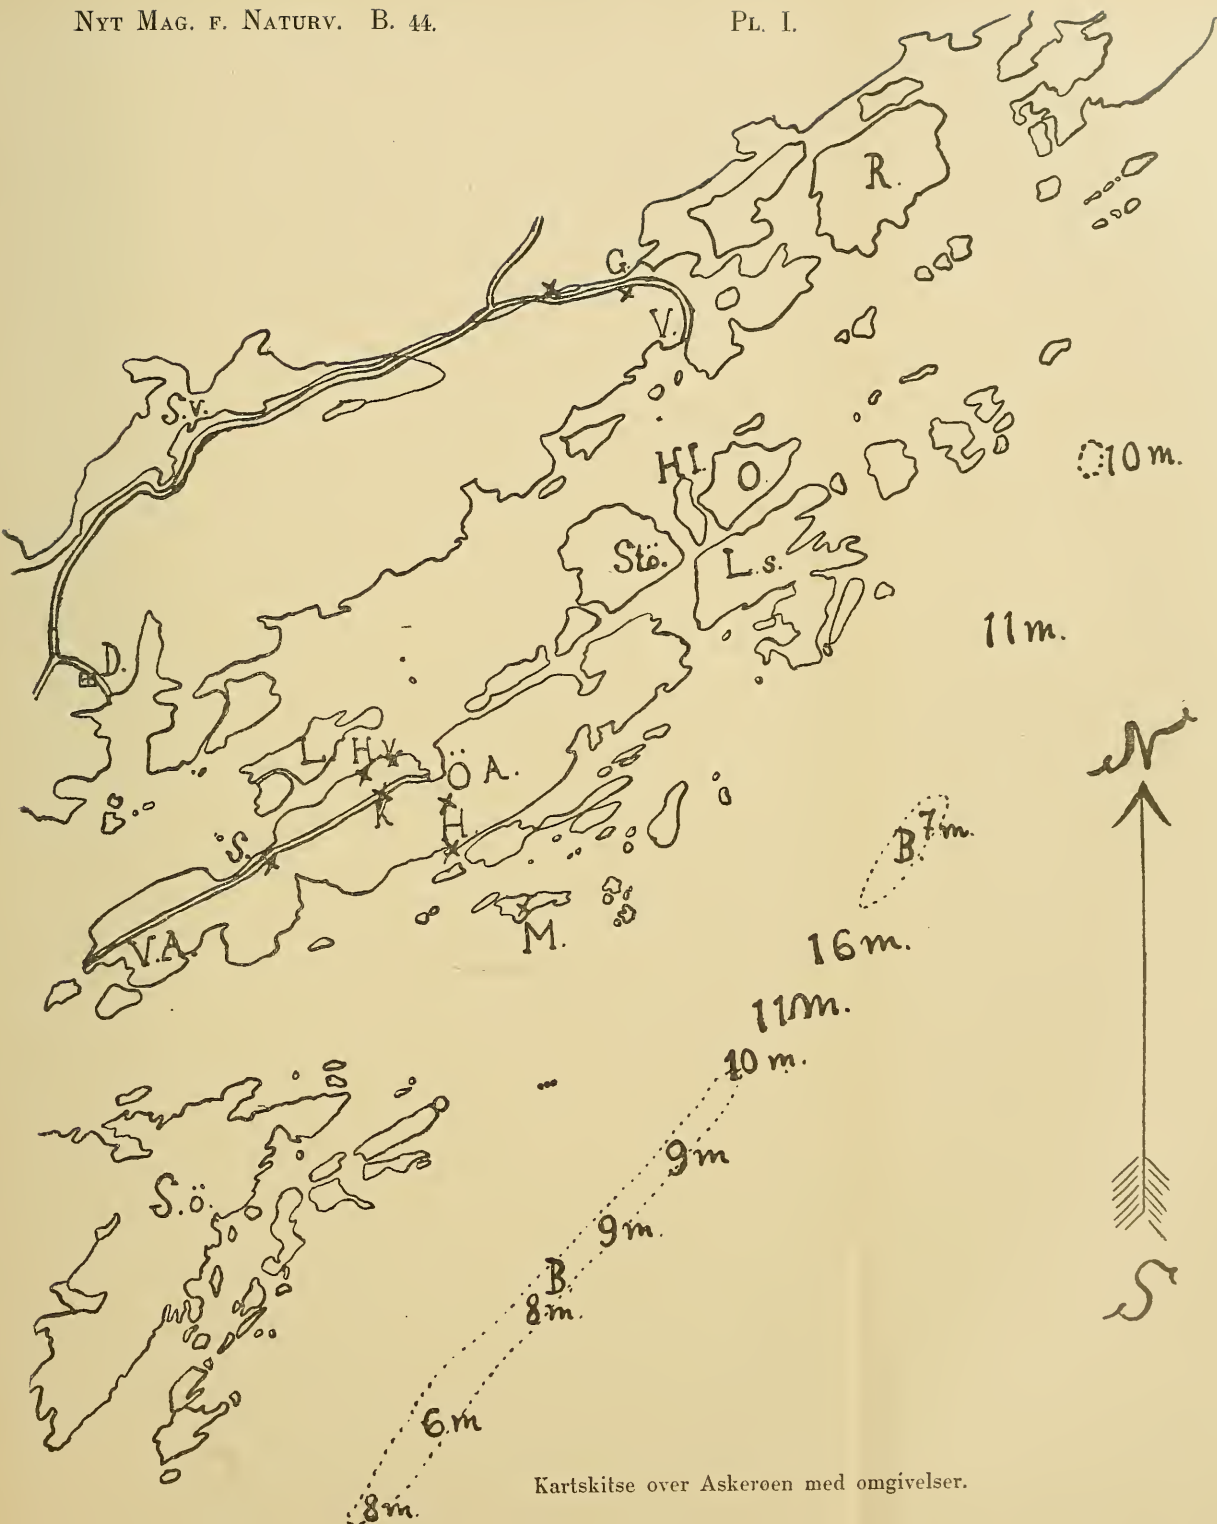 NYT MAG. F. NATURV. B. 44.
PL. I.
R.
G.
V.
S.v.
H I.
O.
10 m.
Stö.
L.s.
11 m.
D.
N
L.
H v.
Ö A.
K
H.
S.
B.
7 m.
V.A.
M.
16 m.
11 m.
10 m.
9 m
S.ö.
9 m.
B.
8 m.
S
6 m
Kartskitse over Askerøen med omgivelser.
8 m.